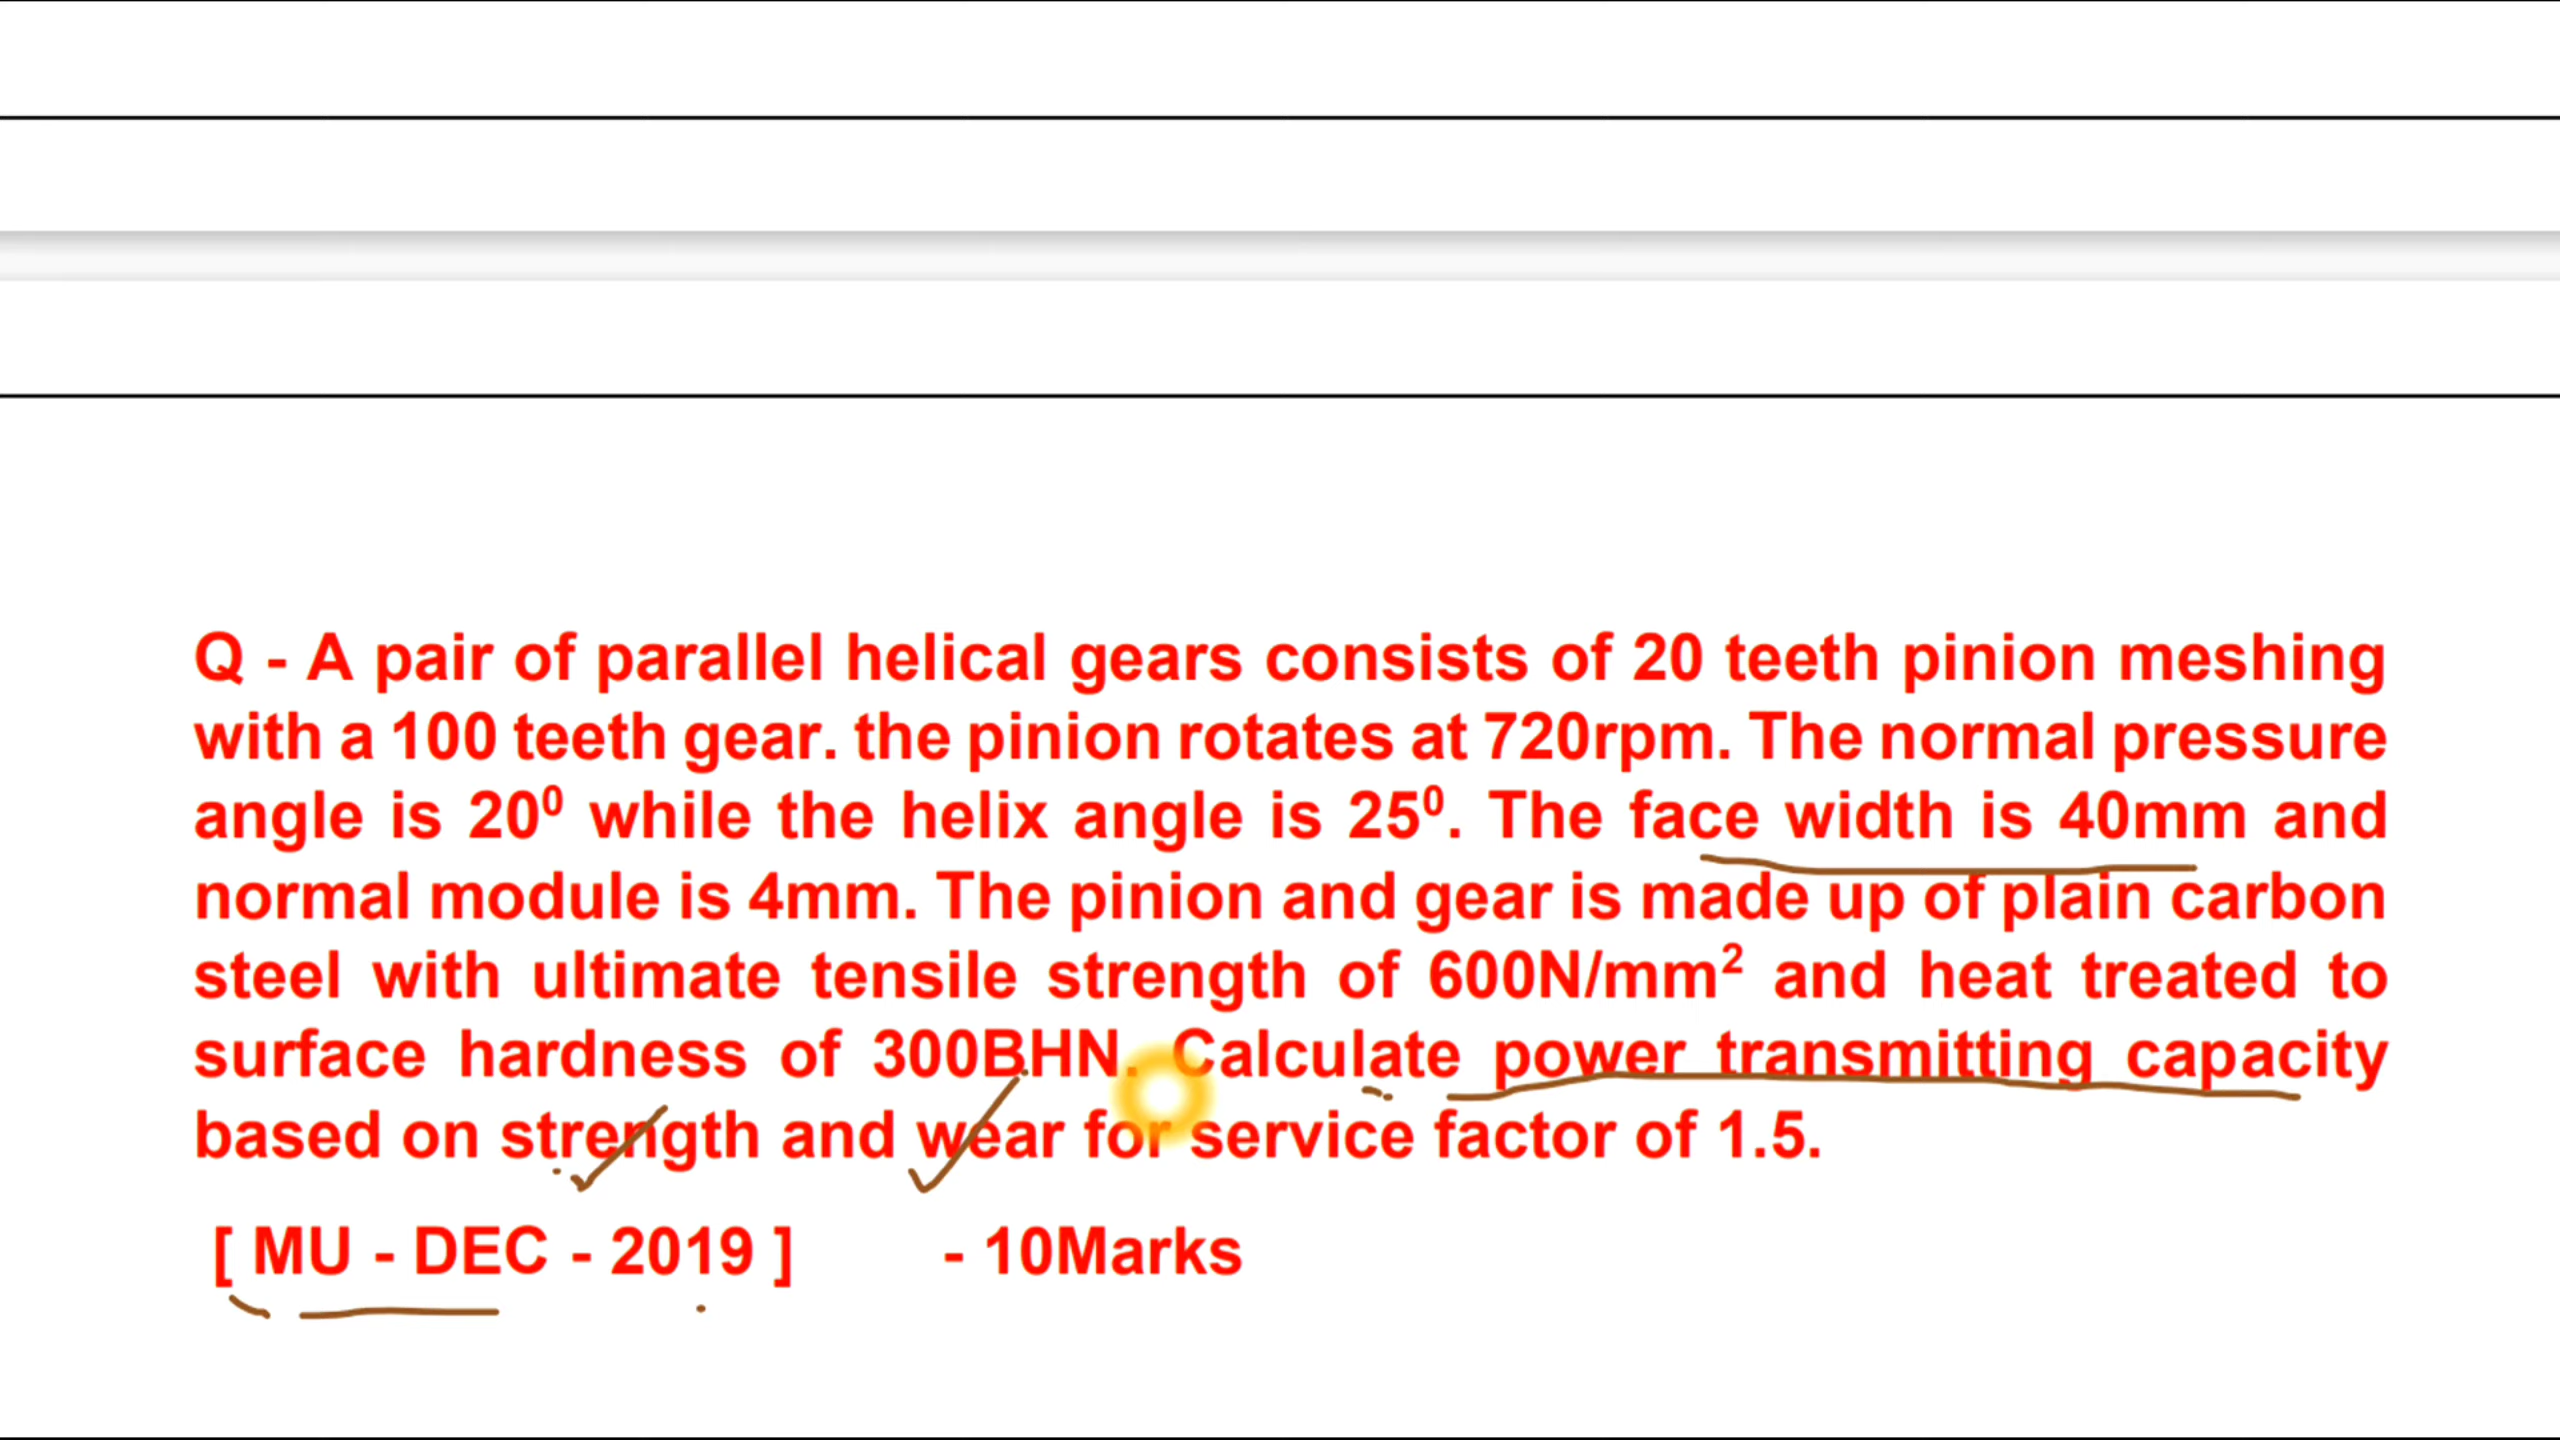 Q - A pair of parallel helical gears consists of 20 teeth pinion meshing
with a 100 teeth gear. the pinion rotates at 720rpm. The normal pressure
angle is 20⁰ while the helix angle is 25⁰. The face width is 40mm and
normal module is 4mm. The pinion and gear is made up of plain carbon
steel with ultimate tensile strength of 600N/mm² and heat treated to
surface hardness of 300BHN. Calculate power transmitting capacity
based on strength and wear for service factor of 1.5.
[ MU - DEC - 2019 ] - 10Marks